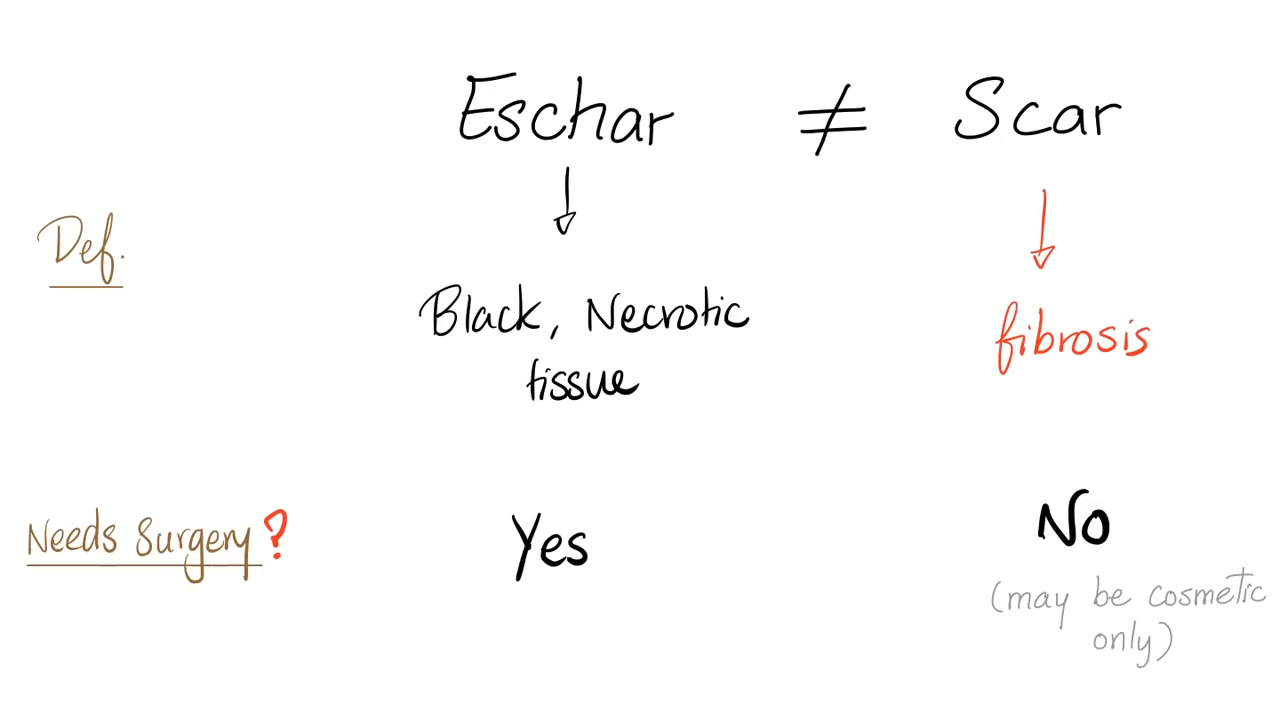 Eschar ≠ Scar
Def.
Black, Necrotic
tissue
fibrosis
Needs Surgery?
Yes
No
(may be cosmetic
only)